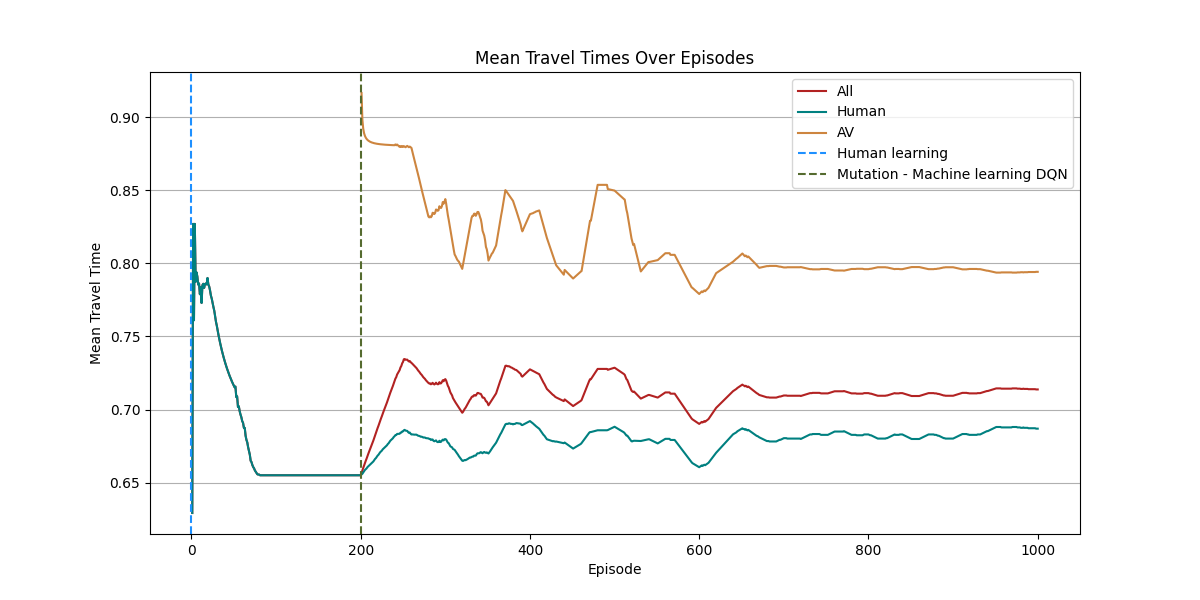 Mean Travel Times Over Episodes
All
Human
AV
Human learning
Mutation - Machine learning DQN
0.90
0.85
0.80
0.75
0.70
0.65
Mean Travel Time
0 200 400 600 800 1000
Episode